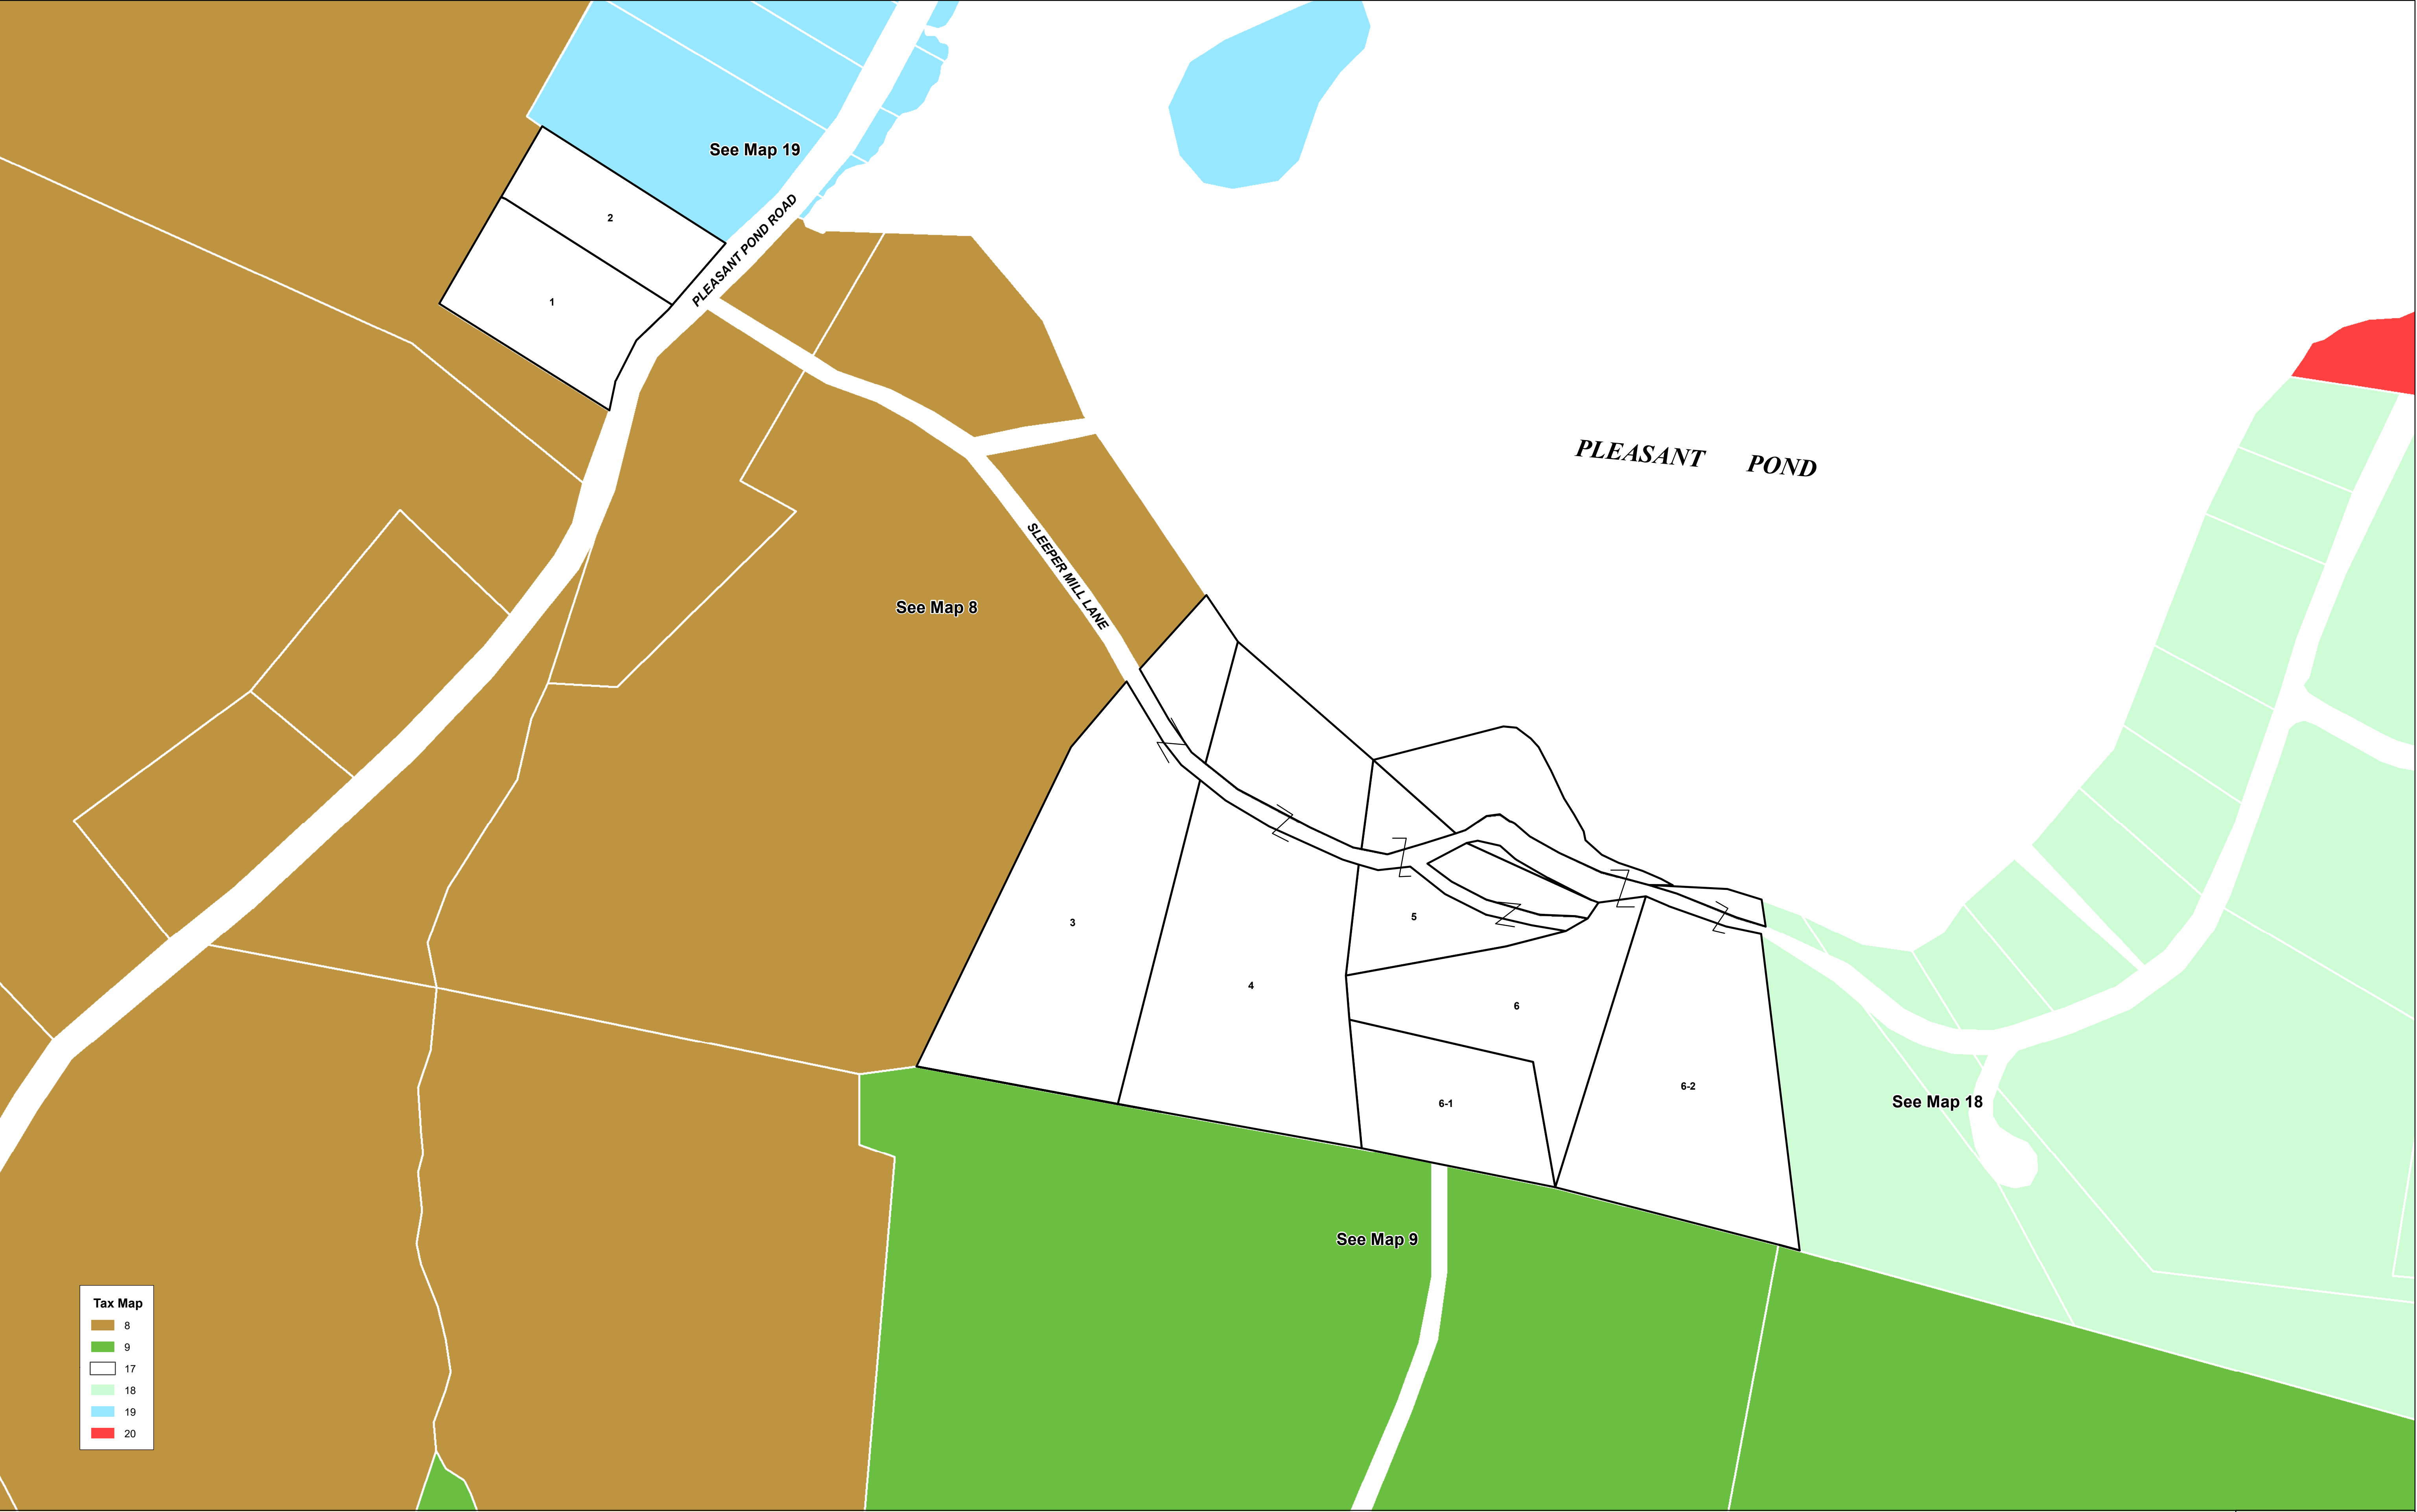 See Map 19
2
PLEASANT POND ROAD
1
PLEASANT POND
SLEEPER MILL LANE
See Map 8
3
5
4
6
6-2
6-1
See Map 18
See Map 9
Tax Map
8
9
17
18
19
20